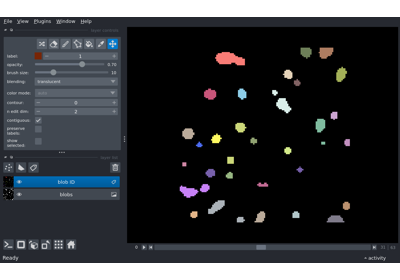 File View Plugins Window Help
label: 1
opacity: 0.70
brush size: 10
blending: translucent
color mode:
contour: 0
n edit dim: 2
contiguous:
preserve
labels:
show
selected:
blob ID
blobs
0
Ready
activity